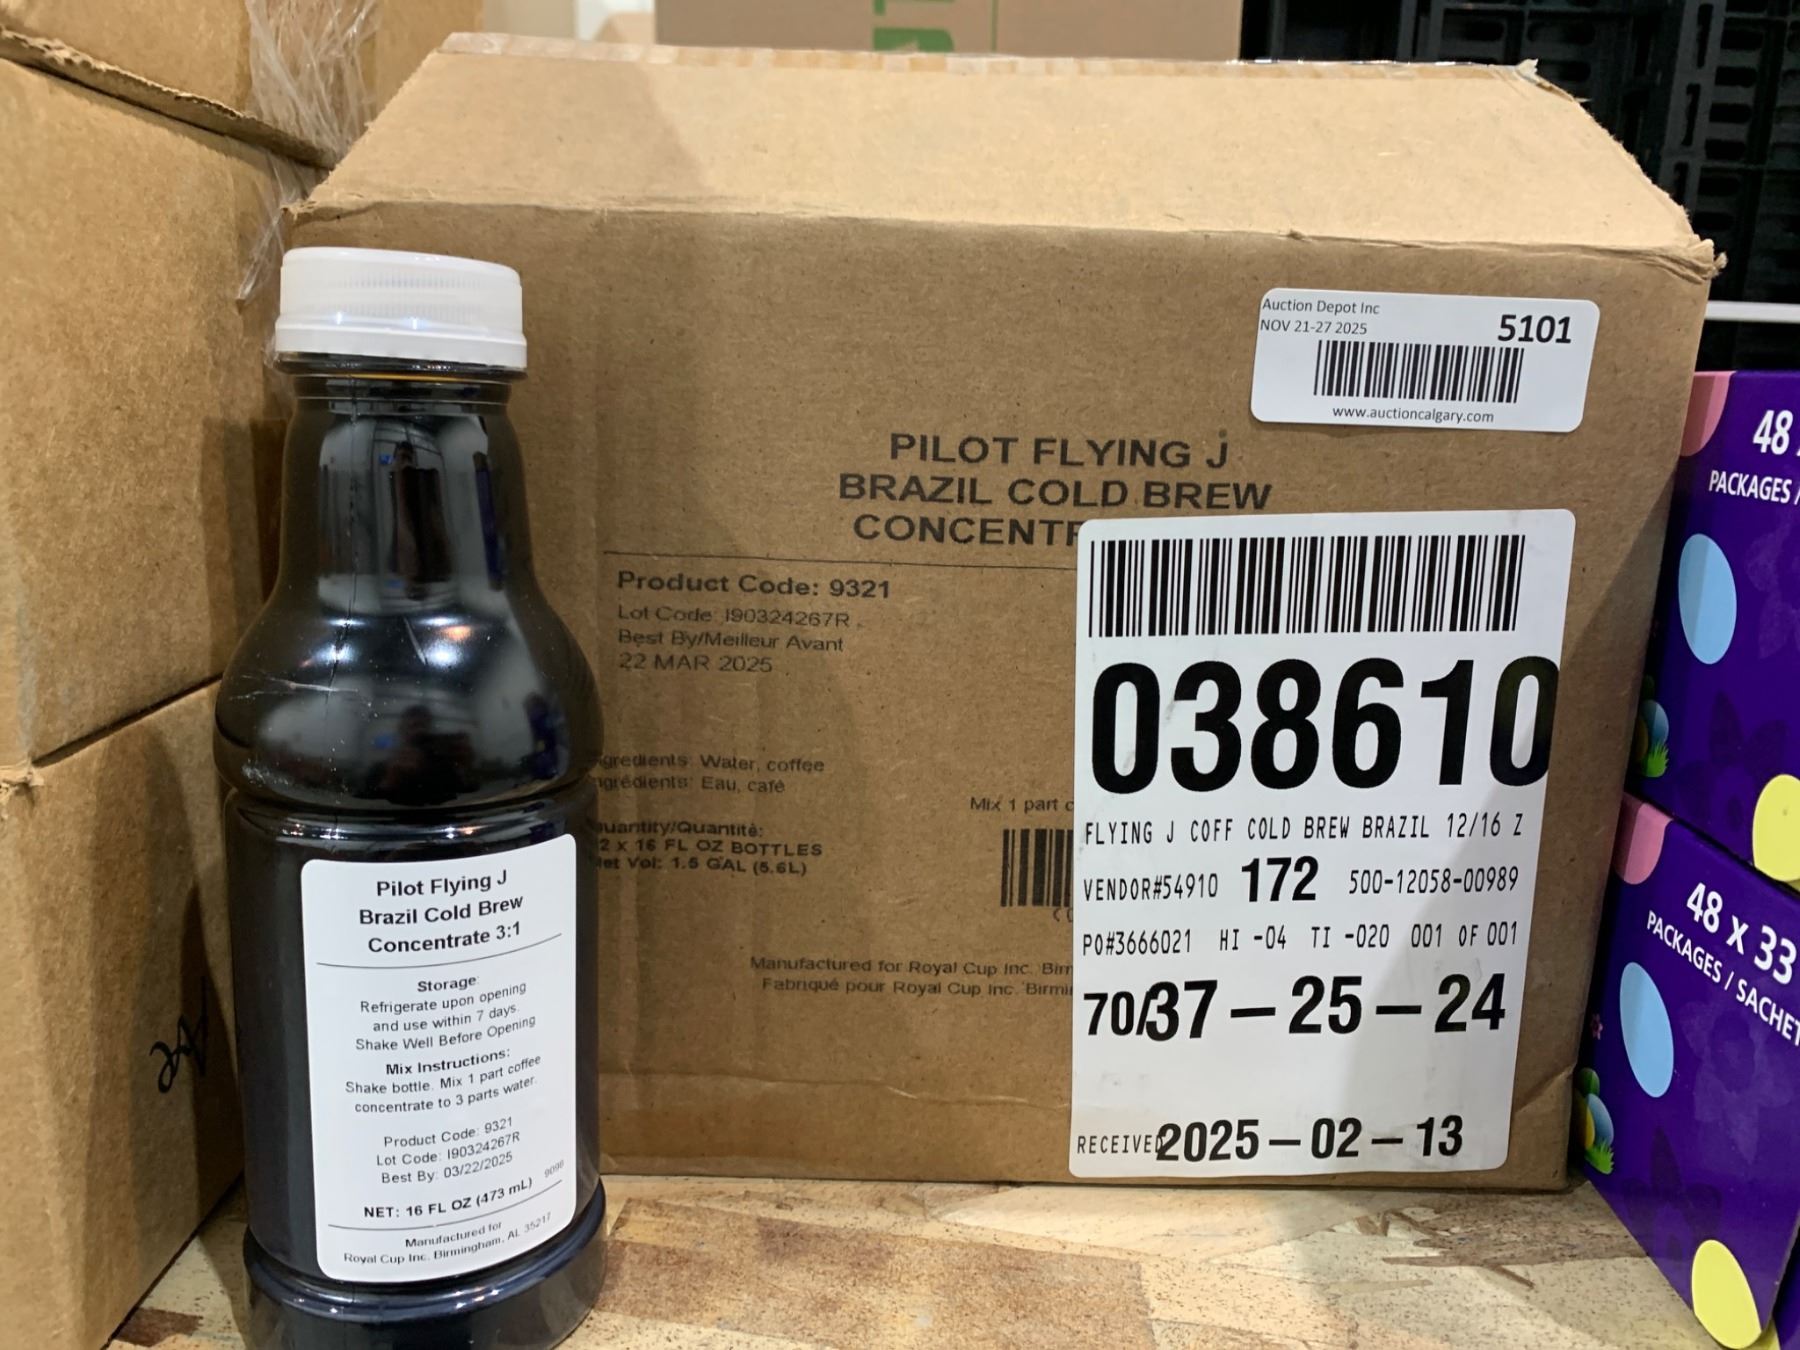 Auction Depot Inc
NOV 21-27 2025
5101
www.auctioncalgary.com
PILOT FLYING J
BRAZIL COLD BREW
CONCENTR
Product Code: 9321
Lot Code: I90324267R
Best By/Meilleur Avant
22 MAR 2025
gredients: Water, coffee
ngrédients: Eau, café
uantity/Quantité:
2 x 16 FL OZ BOTTLES
et Vol: 1.5 GAL (5.6L)
Mix 1 part c
Manufactured for Royal Cup Inc. Birm
Fabriqué pour Royal Cup Inc. Birmi
038610
FLYING J COFF COLD BREW BRAZIL 12/16 Z
VENDOR#54910 172 500-12058-00989
PO#3666021 HI -04 TI -020 001 OF 001
70/37-25-24
RECEIVED 2025-02-13
Pilot Flying J
Brazil Cold Brew
Concentrate 3:1
Storage:
Refrigerate upon opening
and use within 7 days.
Shake Well Before Opening
Mix Instructions:
Shake bottle. Mix 1 part coffee
concentrate to 3 parts water.
Product Code: 9321
Lot Code: I90324267R
Best By: 03/22/2025
9098
NET: 16 FL OZ (473 mL)
Manufactured for
Royal Cup Inc. Birmingham, AL 35217
48
PACKAGES /
48 x 33
PACKAGES / SACHET